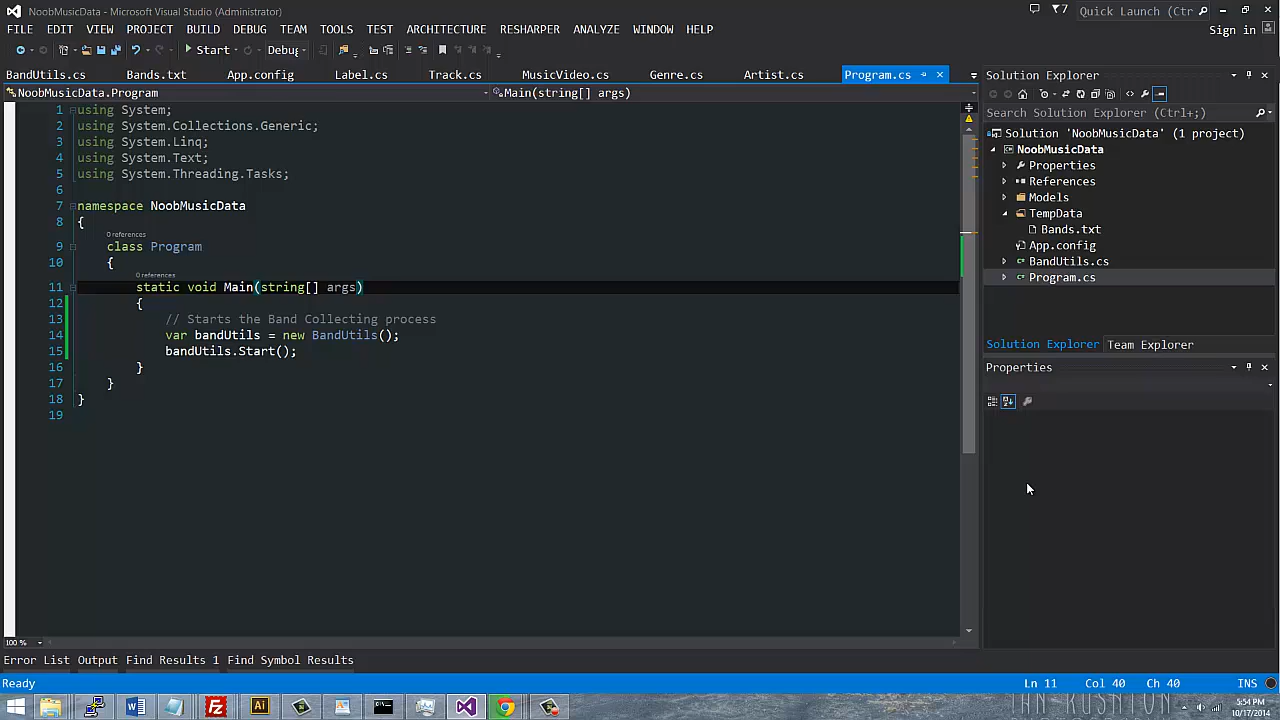 NoobMusicData - Microsoft Visual Studio (Administrator)
7
Quick Launch (Ctr
FILE EDIT VIEW PROJECT BUILD DEBUG TEAM TOOLS TEST ARCHITECTURE RESHARPER ANALYZE WINDOW HELP
Sign in
Start Debug
BandUtils.cs Bands.txt App.config Label.cs Track.cs MusicVideo.cs Genre.cs Artist.cs Program.cs
NoobMusicData.Program
Main(string[] args)
1 using System;
2 using System.Collections.Generic;
3 using System.Linq;
4 using System.Text;
5 using System.Threading.Tasks;
6
7 namespace NoobMusicData
8 {
0 references
9 class Program
10 {
0 references
11 static void Main(string[] args)
12 {
13 // Starts the Band Collecting process
14 var bandUtils = new BandUtils();
15 bandUtils.Start();
16 }
17 }
18 }
19
100 %
Solution Explorer
Search Solution Explorer (Ctrl+;)
Solution 'NoobMusicData' (1 project)
NoobMusicData
Properties
References
Models
TempData
Bands.txt
App.config
BandUtils.cs
Program.cs
Solution Explorer Team Explorer
Properties
Error List Output Find Results 1 Find Symbol Results
Ready
Ln 11 Col 40 Ch 40 INS
5:54 PM
10/17/2014